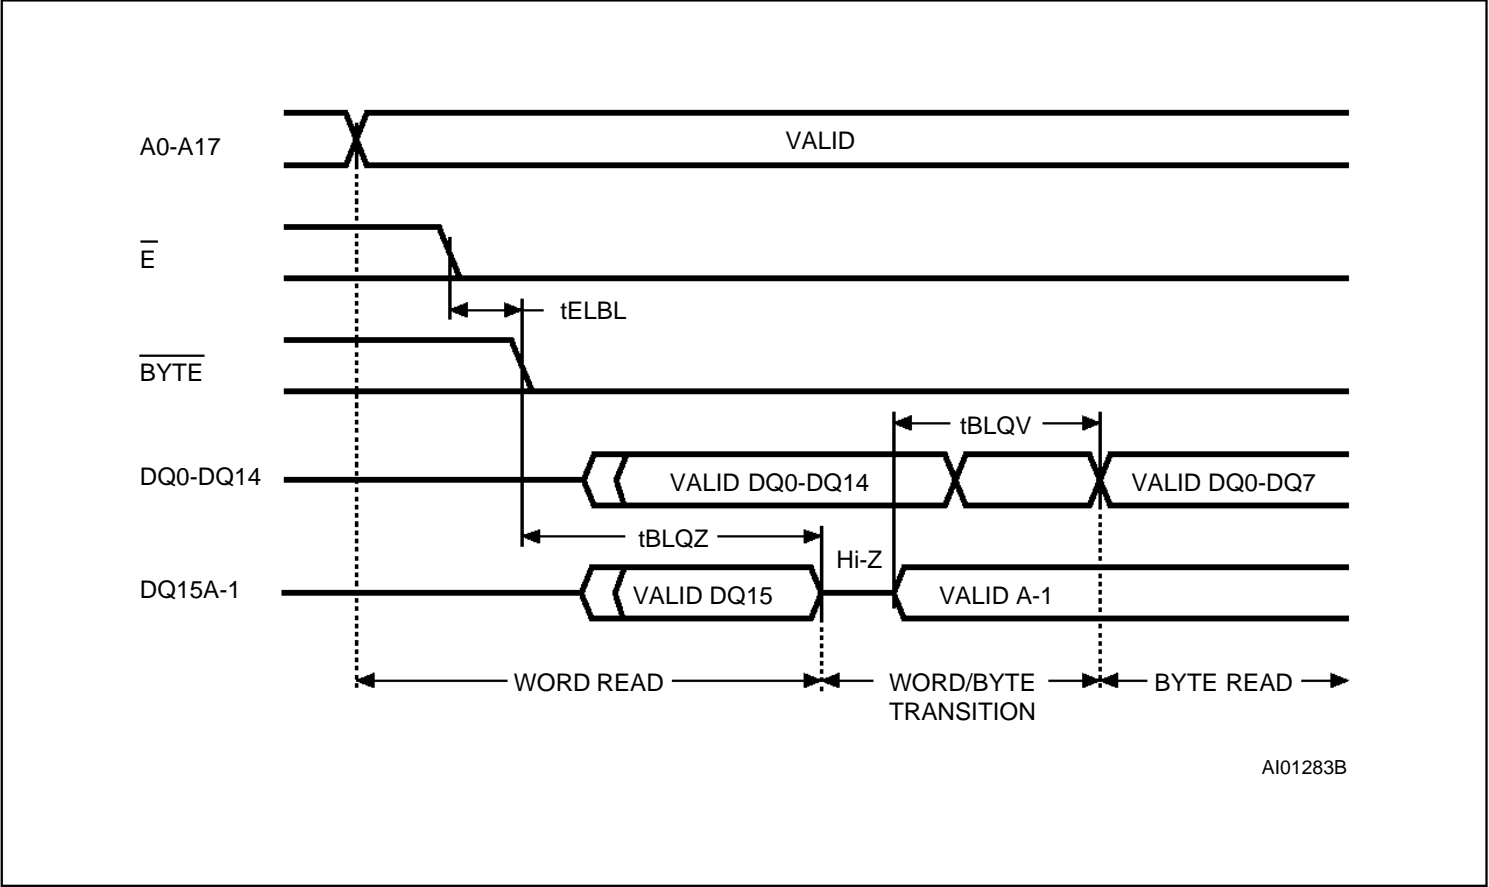 A0-A17
VALID
E
tELBL
BYTE
tBLQV
DQ0-DQ14
VALID DQ0-DQ14
VALID DQ0-DQ7
tBLQZ
Hi-Z
DQ15A-1
VALID DQ15
VALID A-1
WORD READ
WORD/BYTE
TRANSITION
BYTE READ
AI01283B